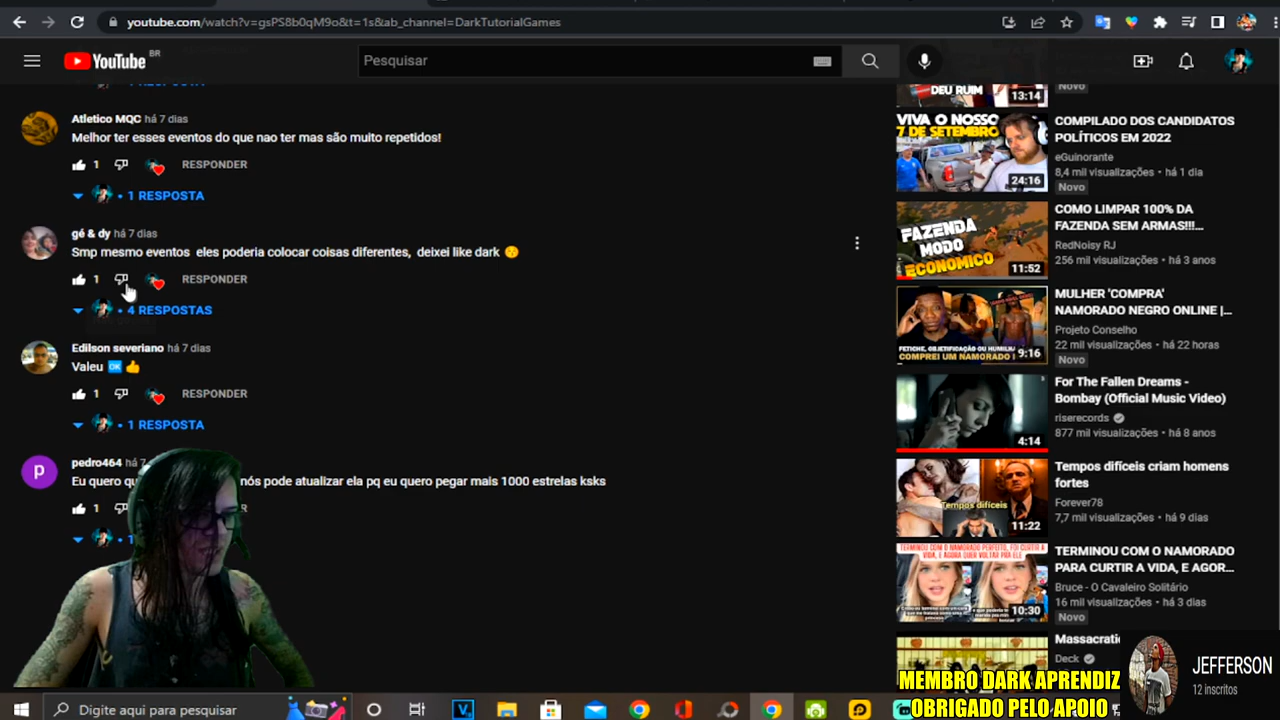 youtube.com/watch?v=gsPS8b0qM9o&t=1s&ab_channel=DarkTutorialGames
YouTube BR
Pesquisar
Atletico MQC há 7 dias
Melhor ter esses eventos do que nao ter mas são muito repetidos!
1 RESPONDER
• 1 RESPOSTA
gé & dy há 7 dias
Smp mesmo eventos eles poderia colocar coisas diferentes, deixei like dark
1 RESPONDER
• 4 RESPOSTAS
Edilson severiano há 7 dias
Valeu OK
1 RESPONDER
• 1 RESPOSTA
P
pedro464 há 7
Eu quero nós pode atualizar ela pq eu quero pegar mais 1000 estrelas ksks
1
DEU RUIM
13:14
Novo
VIVA O NOSSO
7 DE SETEMBRO
24:16
COMPILADO DOS CANDIDATOS
POLÍTICOS EM 2022
eGuinorante
8,4 mil visualizações • há 1 dia
Novo
FAZENDA
MODO
ECONOMICO
11:52
COMO LIMPAR 100% DA
FAZENDA SEM ARMAS!!!...
RedNoisy RJ
256 mil visualizações • há 3 anos
FETICHE, OBJETIFICAÇÃO OU HUMILH
COMPREI UM NAMORADO
9:16
MULHER 'COMPRA'
NAMORADO NEGRO ONLINE |...
Projeto Conselho
22 mil visualizações • há 22 horas
Novo
4:14
For The Fallen Dreams -
Bombay (Official Music Video)
riserecords
877 mil visualizações • há 8 anos
Tempos difíceis
11:22
Tempos difíceis criam homens
fortes
Forever78
7,7 mil visualizações • há 9 dias
TERMINOU COM O NAMORADO PERFEITO, FOI CURTIR
A VIDA, E AGORA QUER VOLTAR PRA ELE
10:30
TERMINOU COM O NAMORADO
PARA CURTIR A VIDA, E AGOR...
Bruce - O Cavaleiro Solitário
16 mil visualizações • há 3 dias
Novo
Massacrati
Deck
MEMBRO DARK APRENDIZ
OBRIGADO PELO APOIO
JEFFERSON
12 inscritos
Digite aqui para pesquisar